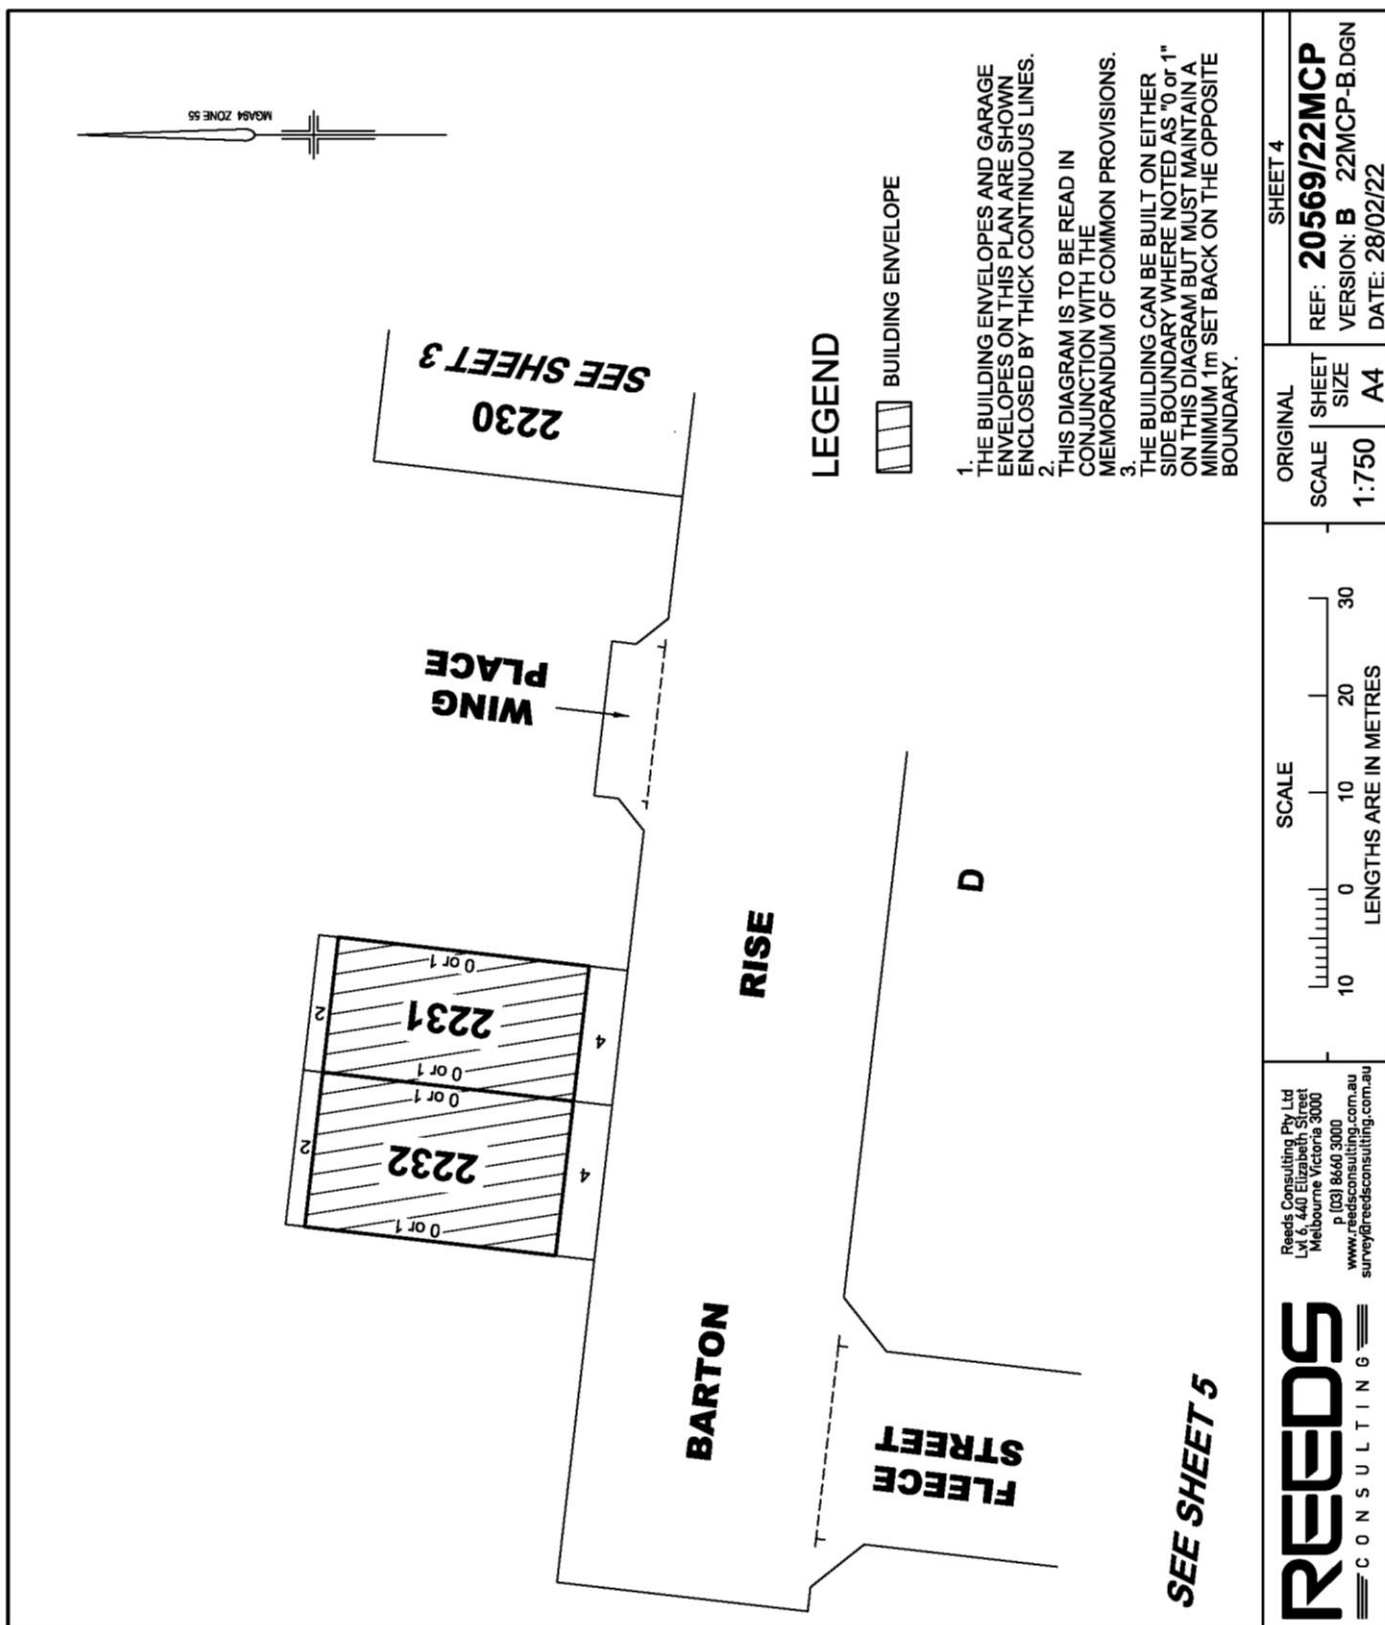 MGA94 ZONE 55
2230
SEE SHEET 3
WING
PLACE
2
2
0 or 1
2232
0 or 1
0 or 1
2231
0 or 1
4
4
BARTON
RISE
FLEECE
STREET
D
SEE SHEET 5
LEGEND
BUILDING ENVELOPE
1.
THE BUILDING ENVELOPES AND GARAGE
ENVELOPES ON THIS PLAN ARE SHOWN
ENCLOSED BY THICK CONTINUOUS LINES.
2.
THIS DIAGRAM IS TO BE READ IN
CONJUNCTION WITH THE
MEMORANDUM OF COMMON PROVISIONS.
3.
THE BUILDING CAN BE BUILT ON EITHER
SIDE BOUNDARY WHERE NOTED AS "0 or 1"
ON THIS DIAGRAM BUT MUST MAINTAIN A
MINIMUM 1m SET BACK ON THE OPPOSITE
BOUNDARY.
REEDS
CONSULTING
Reeds Consulting Pty Ltd
Lvl 6, 440 Elizabeth Street
Melbourne Victoria 3000
p (03) 8660 3000
www.reedsconsulting.com.au
survey@reedsconsulting.com.au
SCALE
10 0 10 20 30
LENGTHS ARE IN METRES
ORIGINAL
SCALE
1:750
SHEET
SIZE
A4
SHEET 4
REF: 20569/22MCP
VERSION: B 22MCP-B.DGN
DATE: 28/02/22